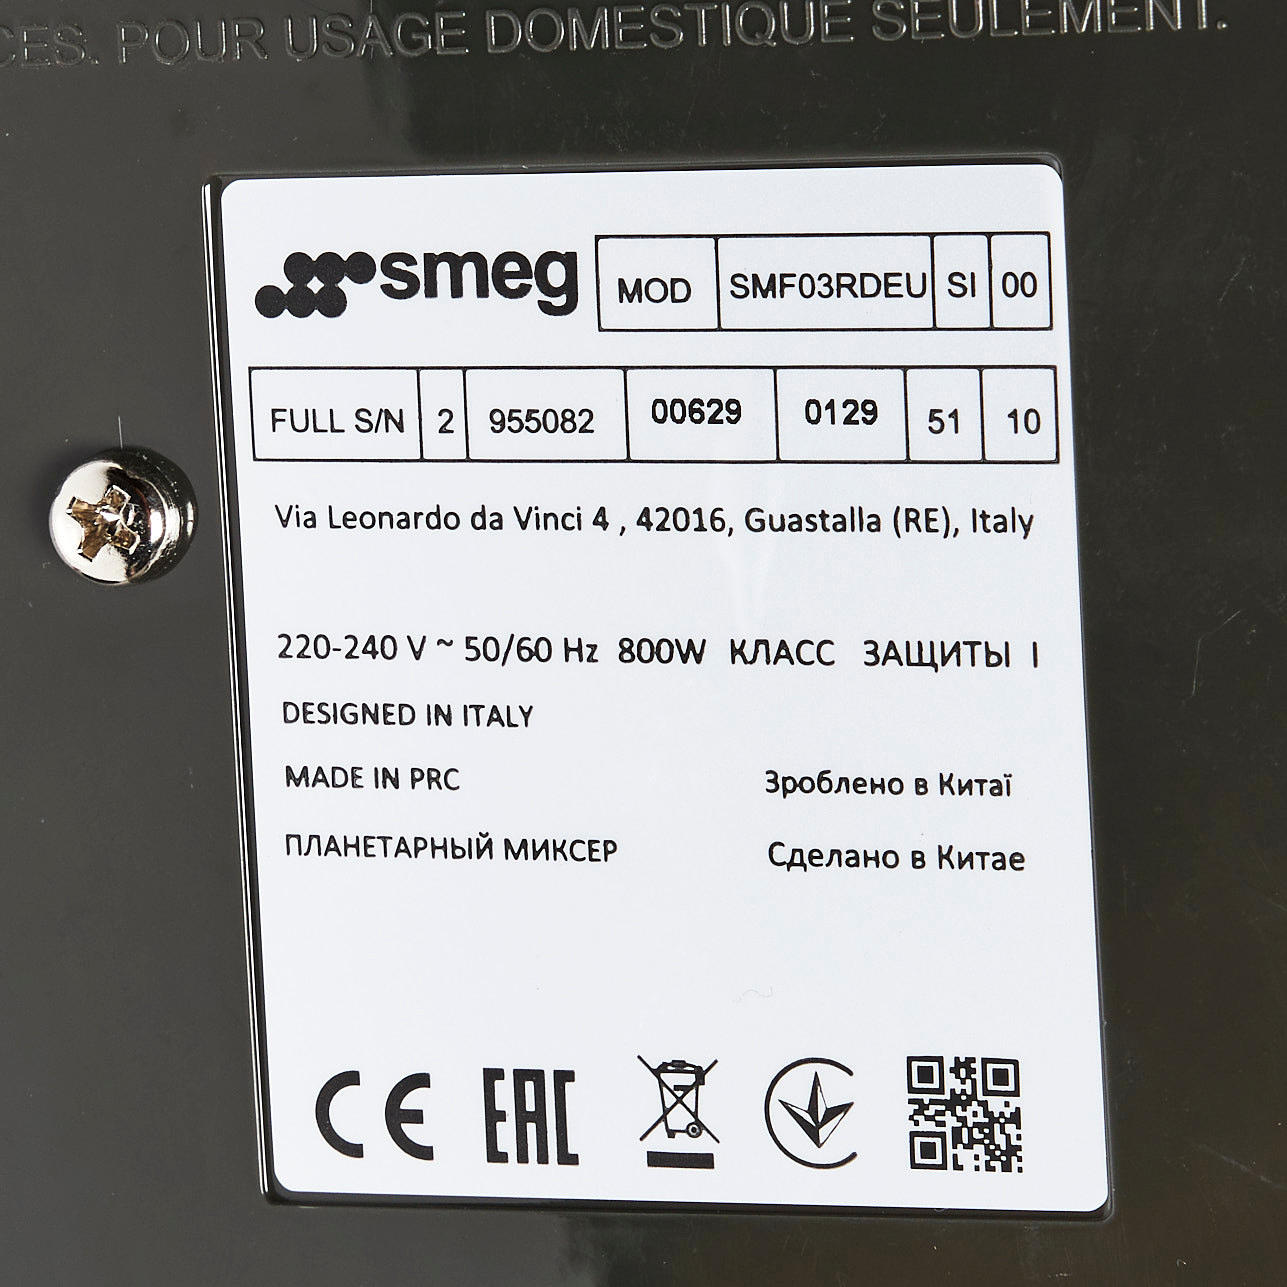 CES. POUR USAGE DOMESTIQUE SEULEMENT.
smeg MOD SMF03RDEU SI 00
FULL S/N 2 955082 00629 0129 51 10
Via Leonardo da Vinci 4 , 42016, Guastalla (RE), Italy
220-240 V ~ 50/60 Hz 800W КЛАСС ЗАЩИТЫ I
DESIGNED IN ITALY
MADE IN PRC Зроблено в Китаї
ПЛАНЕТАРНЫЙ МИКСЕР Сделано в Китае
CE EAC